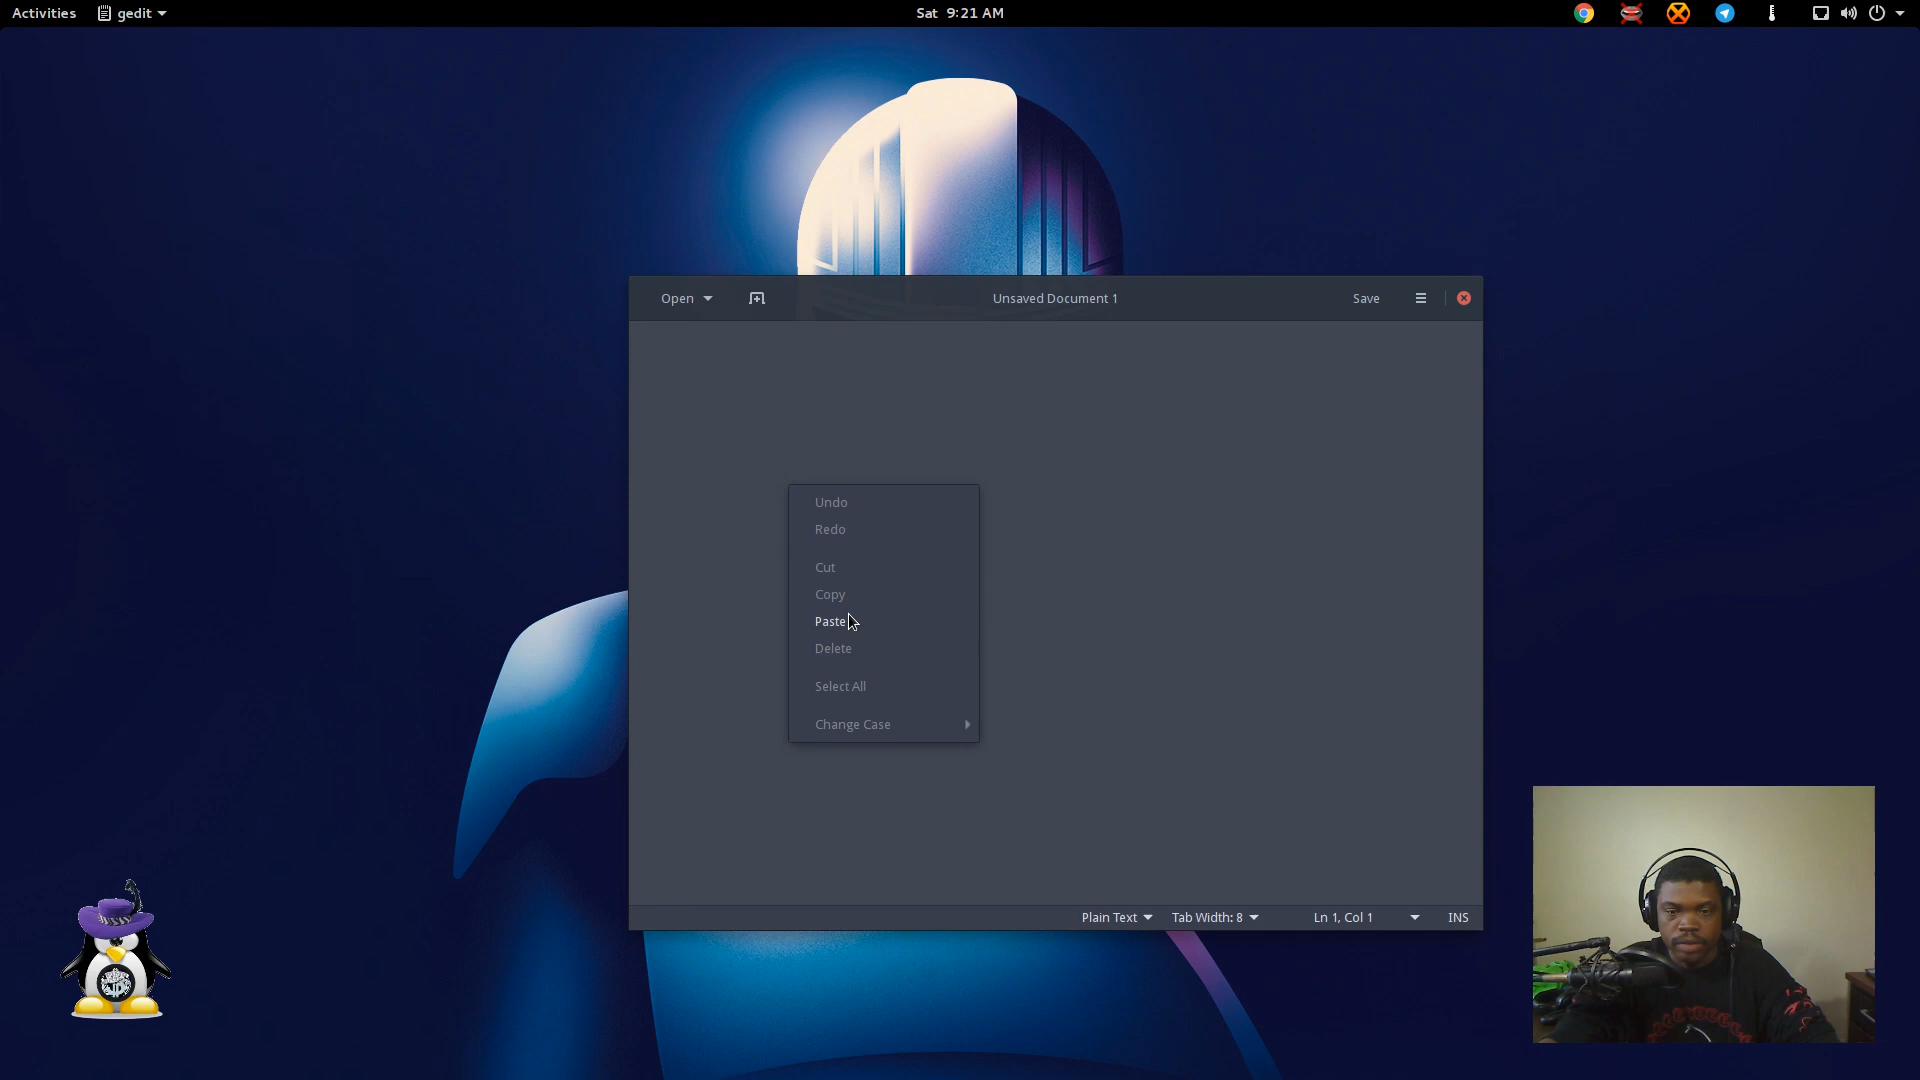 Activities gedit Sat 9:21 AM
Open Unsaved Document 1 Save
Undo
Redo
Cut
Copy
Paste
Delete
Select All
Change Case
Plain Text Tab Width: 8 Ln 1, Col 1 INS